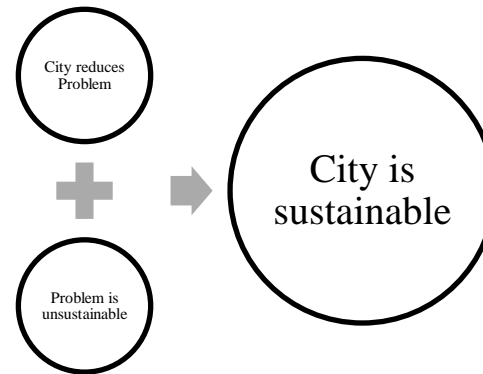 City reduces
Problem
Problem is
unsustainable
City is
sustainable